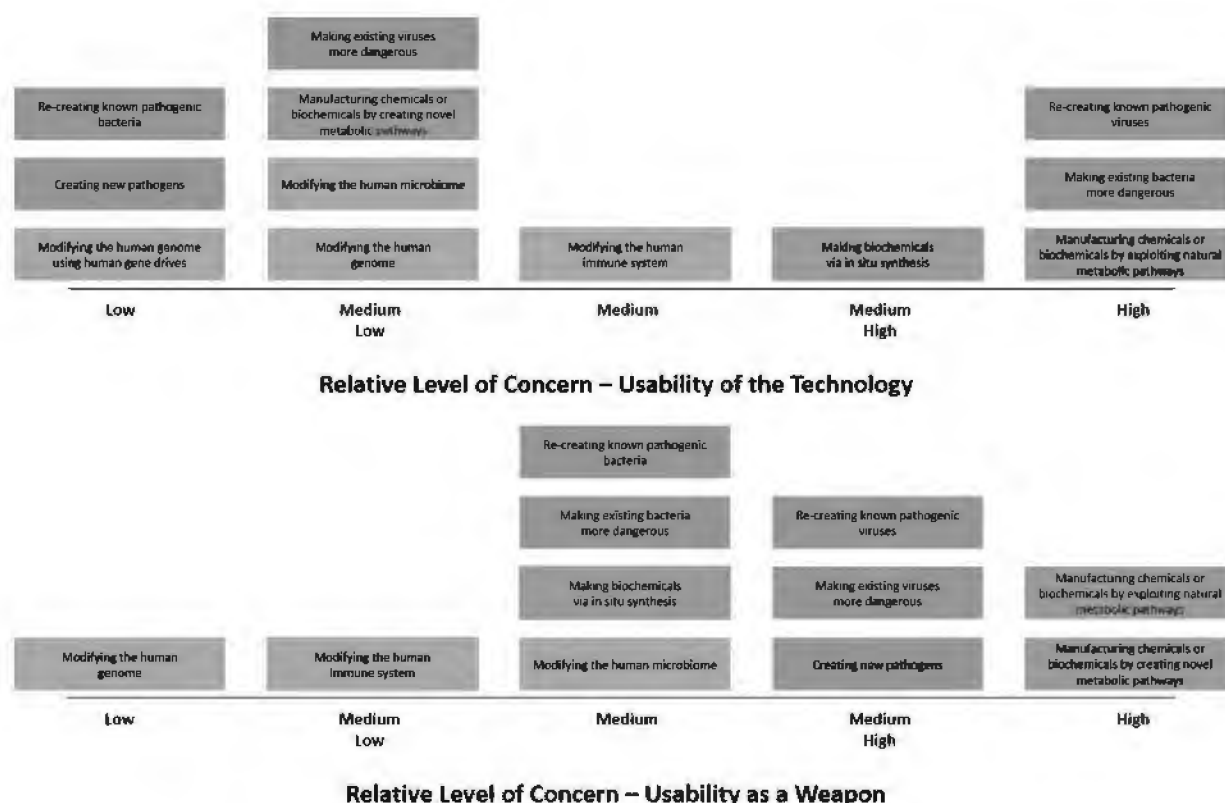 Making existing viruses
more dangerous
Re-creating known pathogenic
bacteria
Manufacturing chemicals or
biochemicals by creating novel
metabolic pathways
Re-creating known pathogenic
viruses
Creating new pathogens
Modifying the human microbiome
Making existing bacteria
more dangerous
Modifying the human genome
using human gene drives
Modifying the human
genome
Modifying the human
immune system
Making biochemicals
via in situ synthesis
Manufacturing chemicals or
biochemicals by exploiting natural
metabolic pathways
Low
Medium
Low
Medium
Medium
High
High
Relative Level of Concern – Usability of the Technology
Re-creating known pathogenic
bacteria
Making existing bacteria
more dangerous
Re-creating known pathogenic
viruses
Making biochemicals
via in situ synthesis
Making existing viruses
more dangerous
Manufacturing chemicals or
biochemicals by exploiting natural
metabolic pathways
Modifying the human
genome
Modifying the human
immune system
Modifying the human microbiome
Creating new pathogens
Manufacturing chemicals or
biochemicals by creating novel
metabolic pathways
Low
Medium
Low
Medium
Medium
High
High
Relative Level of Concern – Usability as a Weapon